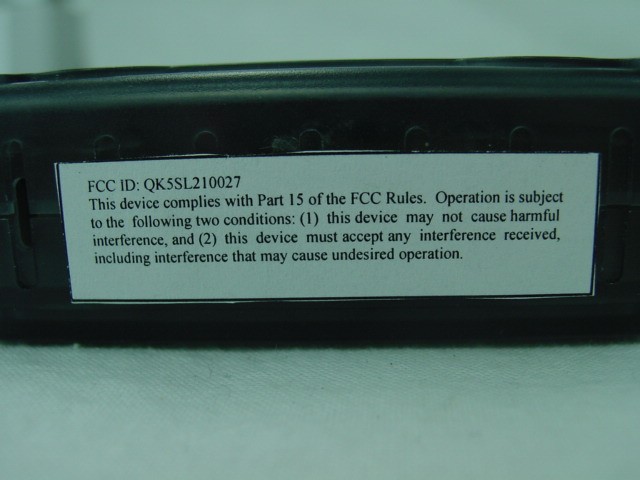 FCC ID: QK5SL210027
This device complies with Part 15 of the FCC Rules. Operation is subject
to the following two conditions: (1) this device may not cause harmful
interference, and (2) this device must accept any interference received,
including interference that may cause undesired operation.